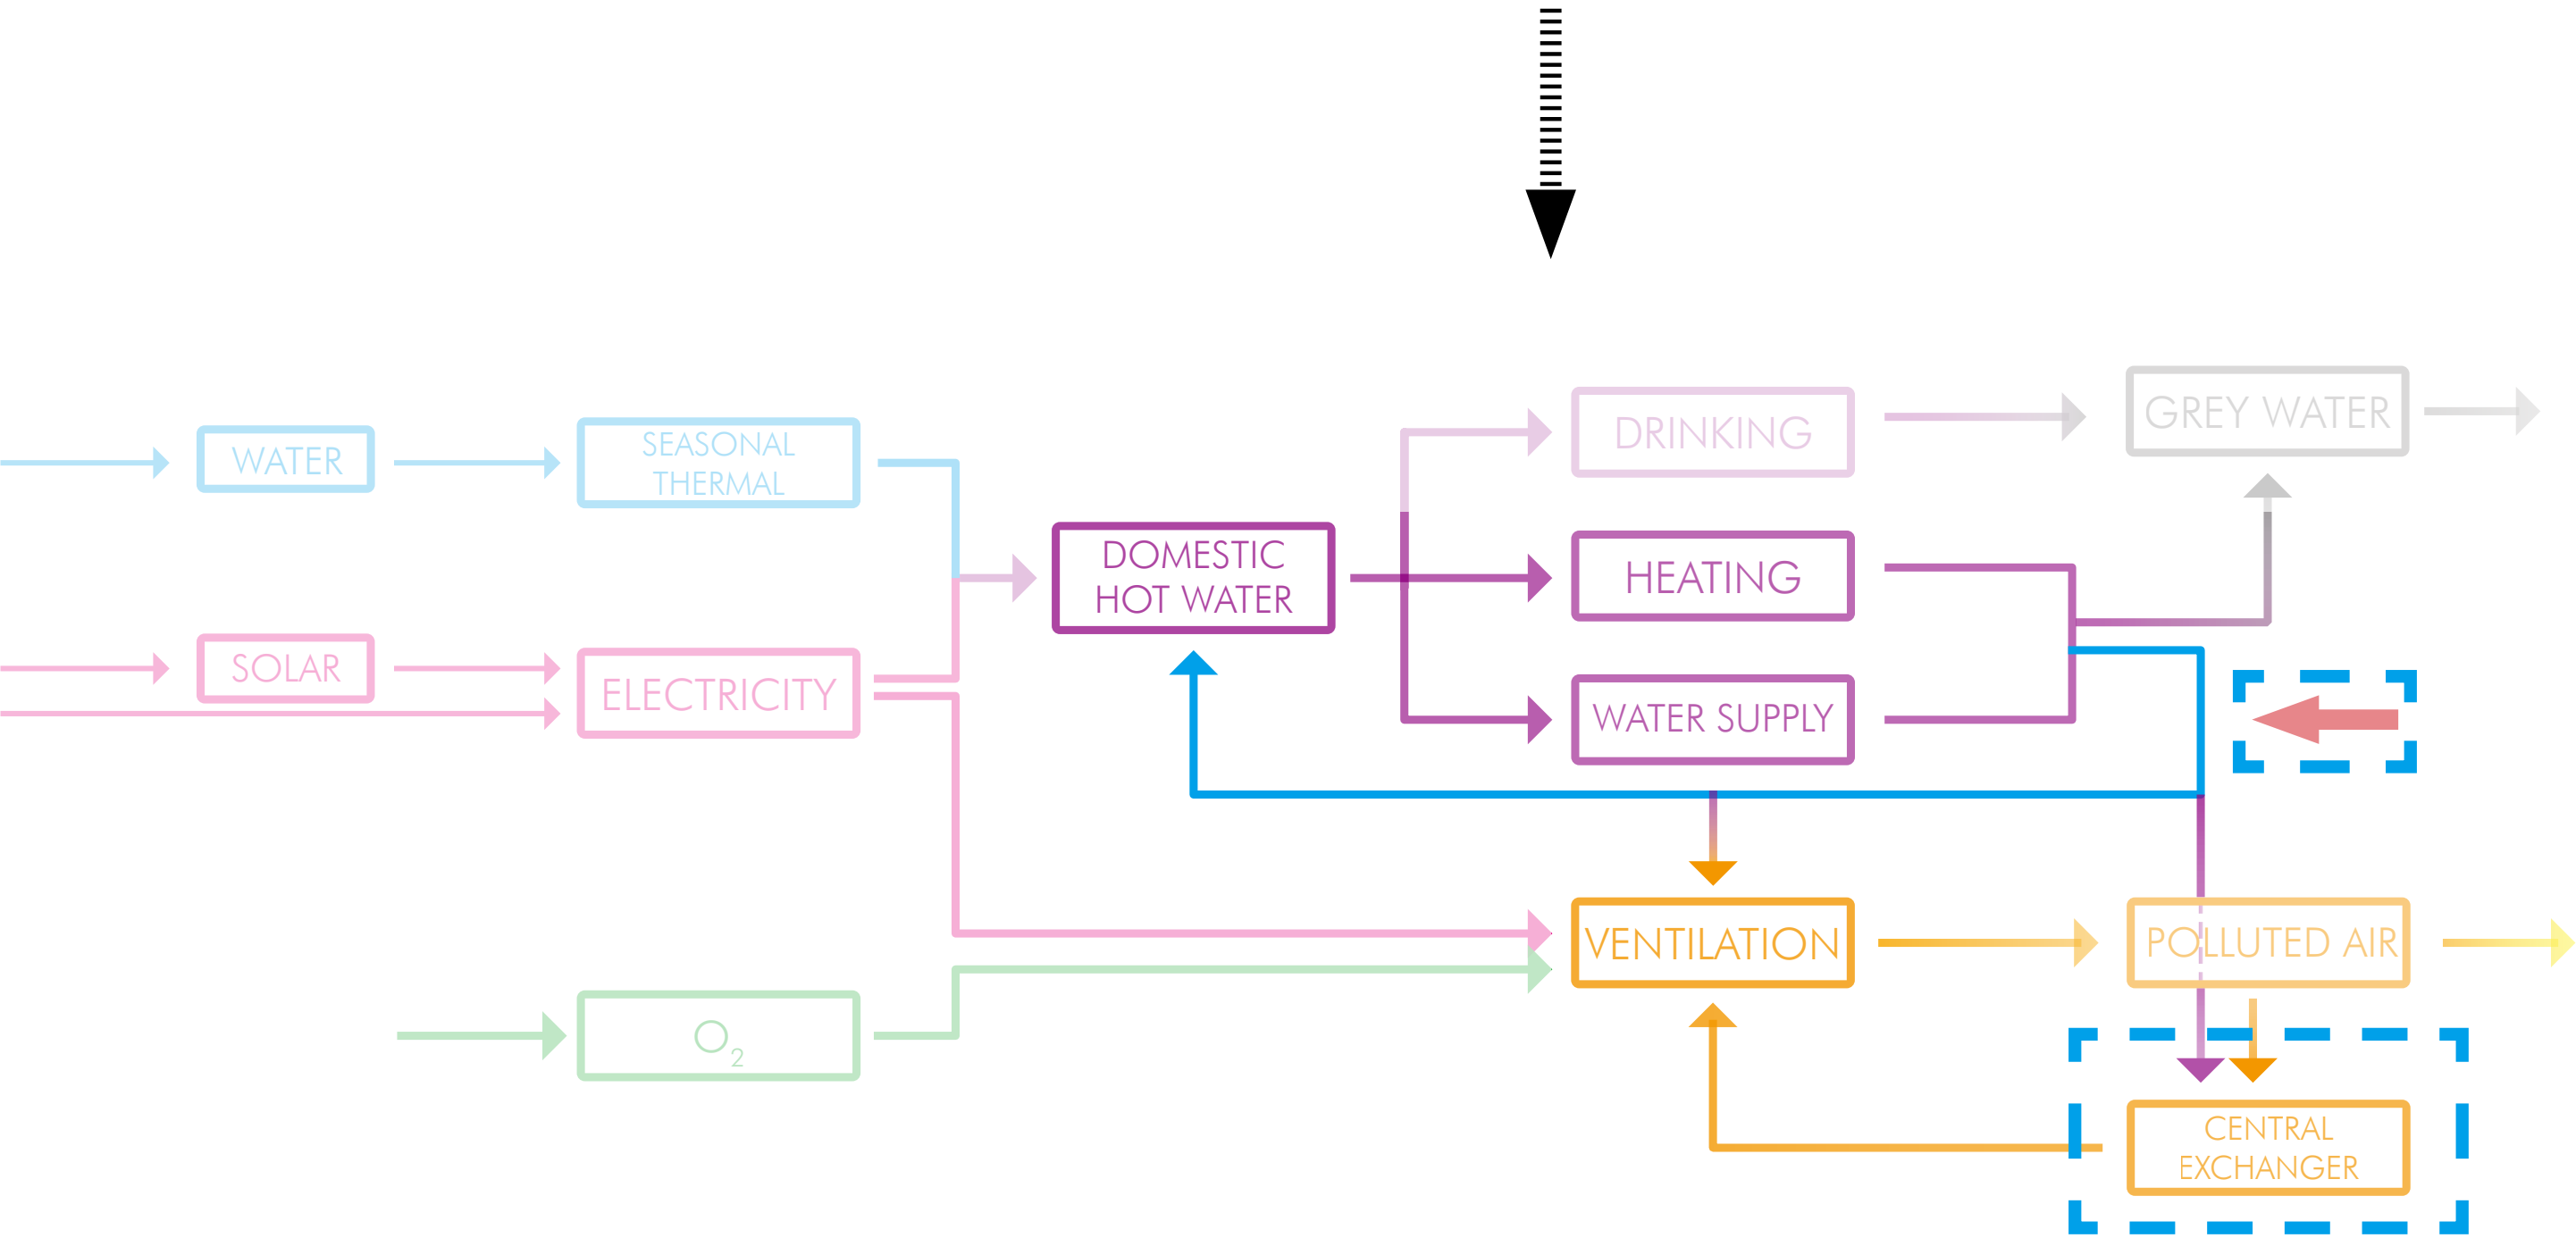 WATER
SEASONAL
THERMAL
DOMESTIC
HOT WATER
DRINKING
GREY WATER
HEATING
SOLAR
ELECTRICITY
WATER SUPPLY
VENTILATION
POLLUTED AIR
O₂
CENTRAL
EXCHANGER